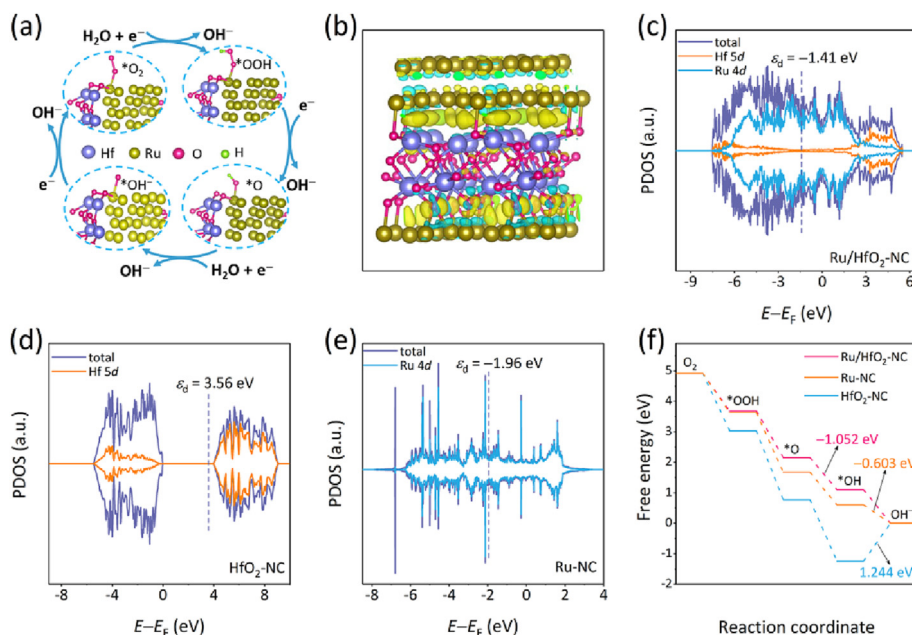 (a)
H₂O + e⁻
OH⁻
*O₂
*OOH
OH⁻
e⁻
Hf
Ru
O
H
e⁻
*OH⁻
*O
OH⁻
OH⁻
H₂O + e⁻
(b)
(c)
total
Hf 5d
Ru 4d
εd = −1.41 eV
PDOS (a.u.)
Ru/HfO₂-NC
-9 -6 -3 0 3 6
E−EF (eV)
(d)
total
Hf 5d
εd = 3.56 eV
PDOS (a.u.)
HfO₂-NC
-8 -4 0 4 8
E−EF (eV)
(e)
total
Ru 4d
εd = −1.96 eV
PDOS (a.u.)
Ru-NC
-8 -6 -4 -2 0 2 4
E−EF (eV)
(f)
O₂
Ru/HfO₂-NC
Ru-NC
HfO₂-NC
*OOH
*O
−1.052 eV
−0.603 eV
*OH
OH⁻
1.244 eV
Free energy (eV)
5
4
3
2
1
0
-1
-2
Reaction coordinate